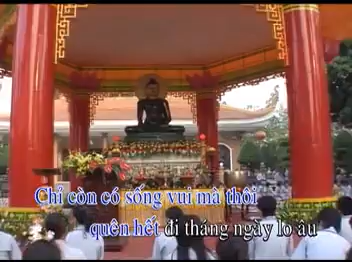 Chỉ còn có sống vui mà thôi
quên hết đi tháng ngày lo âu